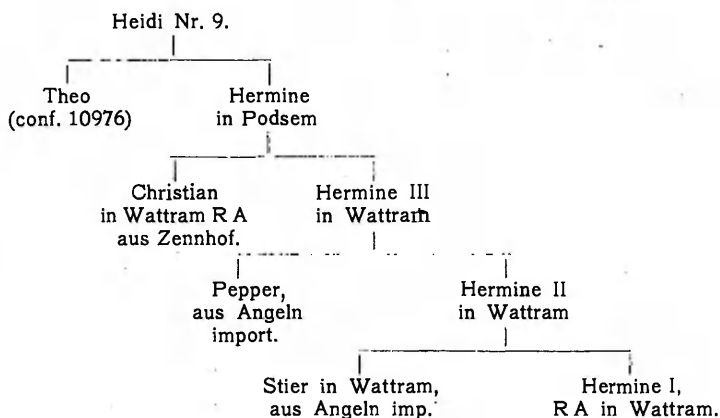 Heidi Nr. 9.
Theo
(conf. 10976)
Hermine
in Podsem
Christian
in Wattram R A
aus Zennhof.
Hermine III
in Wattram
Pepper,
aus Angeln
import.
Hermine II
in Wattram
Stier in Wattram,
aus Angeln imp.
Hermine I,
R A in Wattram.